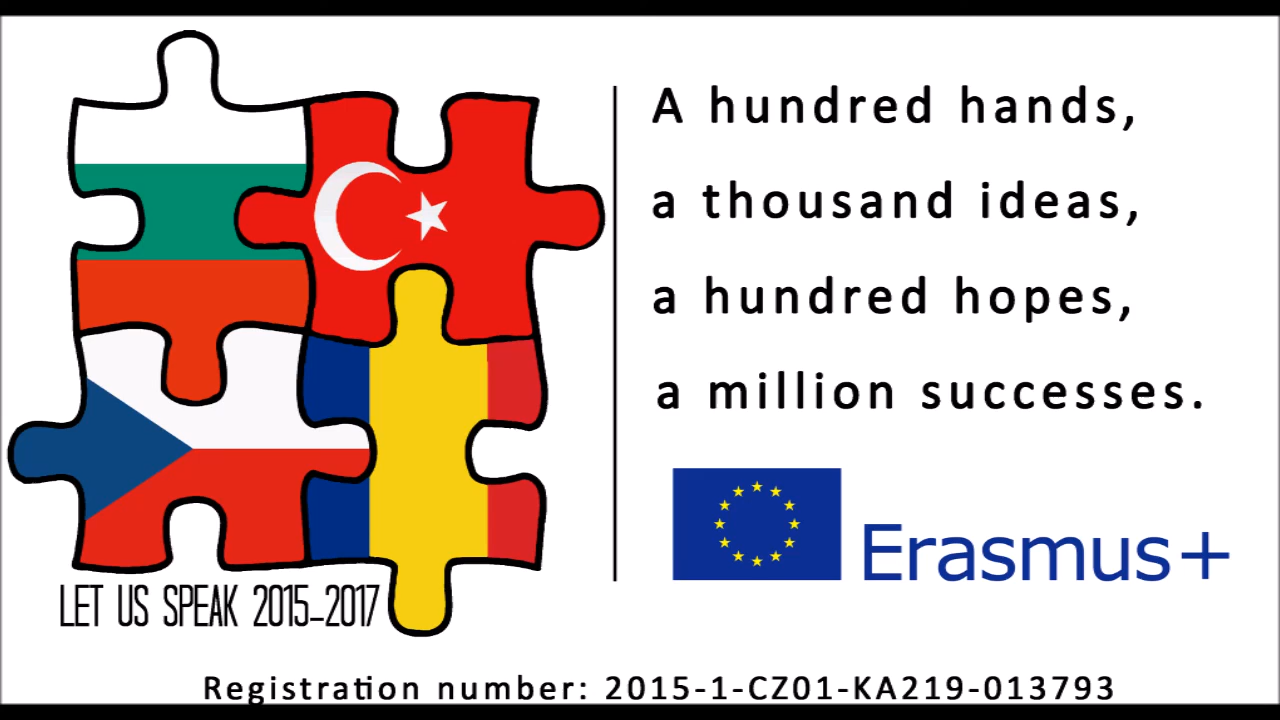 A hundred hands,
a thousand ideas,
a hundred hopes,
a million successes.
Erasmus+
LET US SPEAK 2015-2017
Registration number: 2015-1-CZ01-KA219-013793